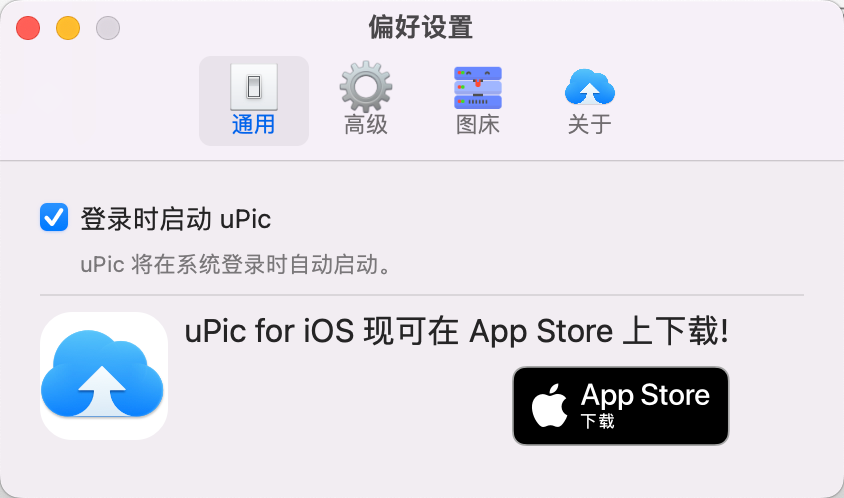 偏好设置
通用
高级
图床
关于
登录时启动 uPic
uPic 将在系统登录时自动启动。
uPic for iOS 现可在 App Store 上下载!
App Store
下载